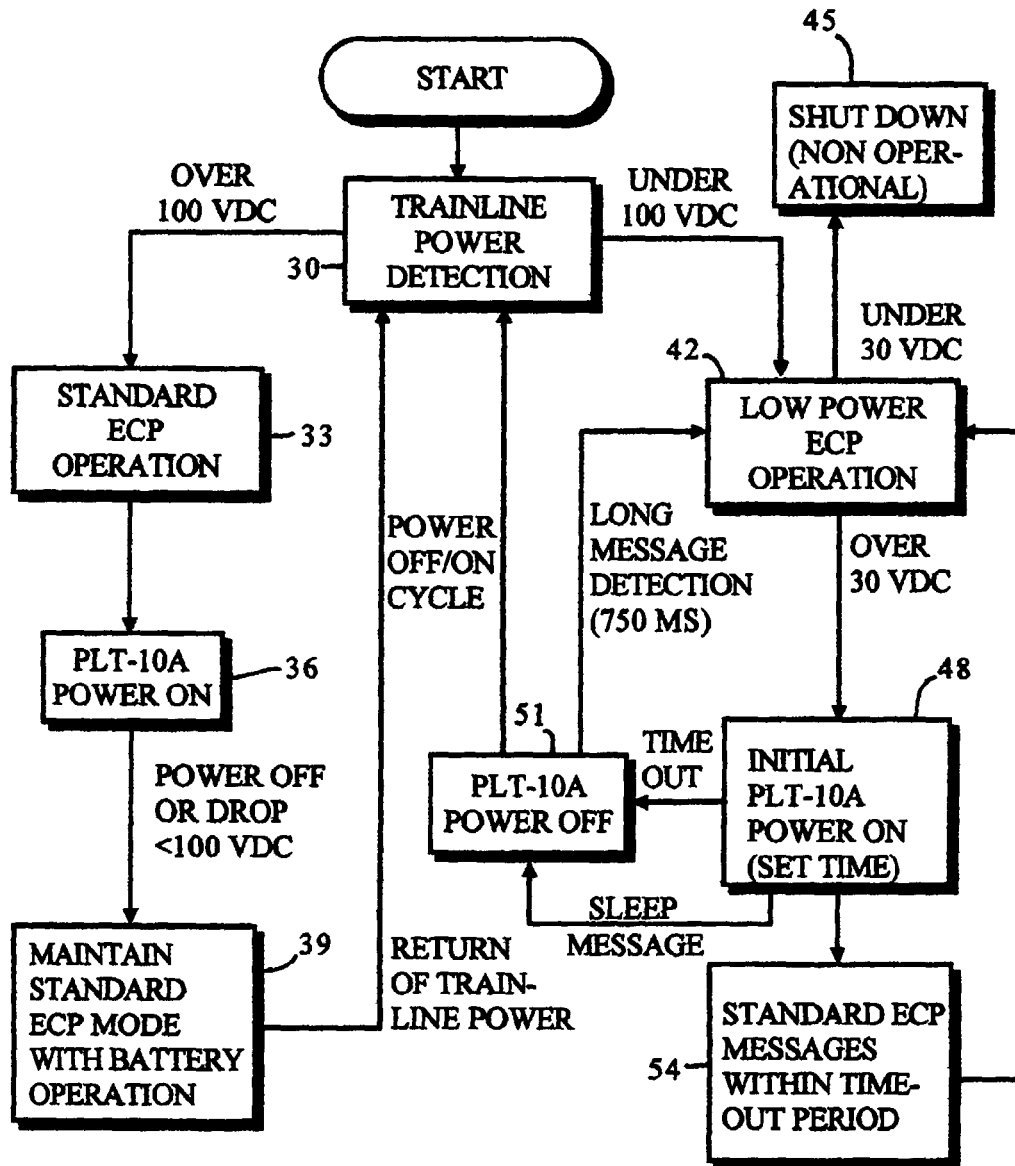 START
45
SHUT DOWN
(NON OPER-
ATIONAL)
OVER
100 VDC
TRAINLINE
POWER
DETECTION
30
UNDER
100 VDC
UNDER
30 VDC
STANDARD
ECP
OPERATION
33
42
LOW POWER
ECP
OPERATION
POWER
OFF/ON
CYCLE
LONG
MESSAGE
DETECTION
(750 MS)
OVER
30 VDC
PLT-10A
POWER ON
36
48
INITIAL
PLT-10A
POWER ON
(SET TIME)
51
PLT-10A
POWER OFF
TIME
OUT
POWER OFF
OR DROP
<100 VDC
SLEEP
MESSAGE
MAINTAIN
STANDARD
ECP MODE
WITH BATTERY
OPERATION
39
RETURN
OF TRAIN-
LINE POWER
54
STANDARD ECP
MESSAGES
WITHIN TIME-
OUT PERIOD